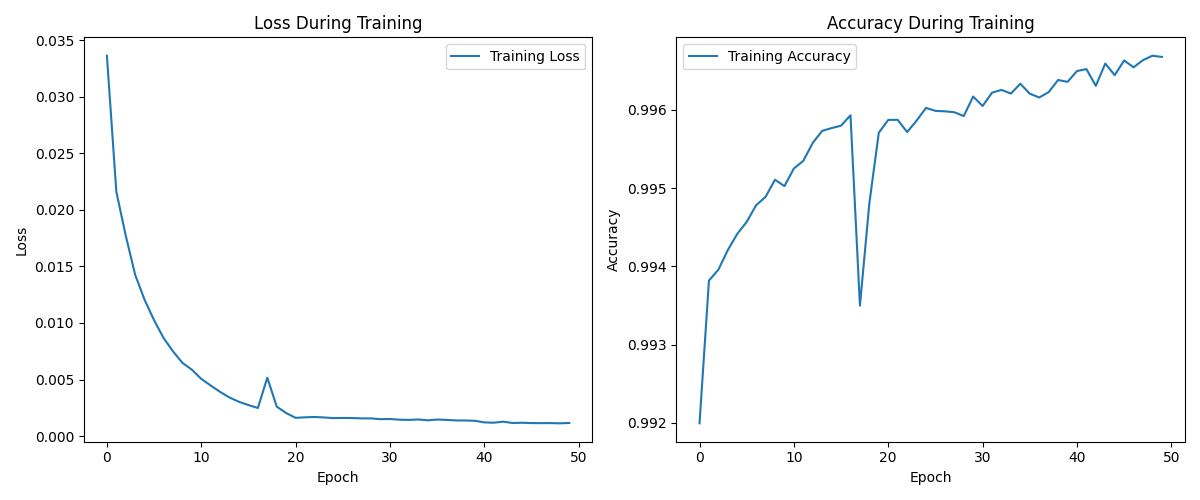 Loss During Training
Training Loss
0.035
0.030
0.025
0.020
0.015
0.010
0.005
0.000
Loss
0 10 20 30 40 50
Epoch
Accuracy During Training
Training Accuracy
0.996
0.995
0.994
0.993
0.992
Accuracy
0 10 20 30 40 50
Epoch